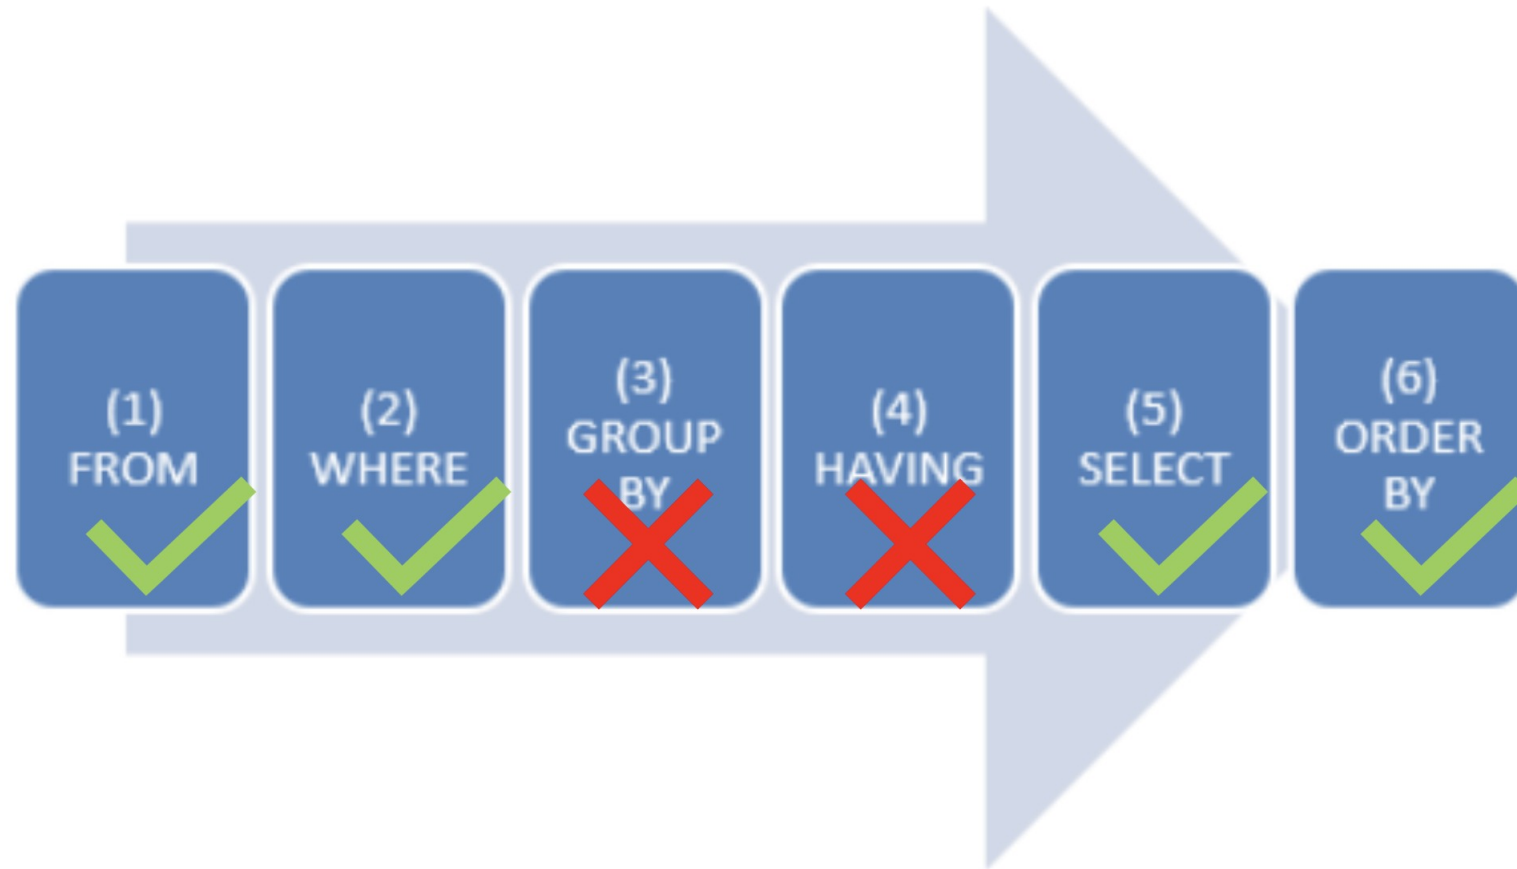 (1)
FROM
(2)
WHERE
(3)
GROUP
BY
(4)
HAVING
(5)
SELECT
(6)
ORDER
BY